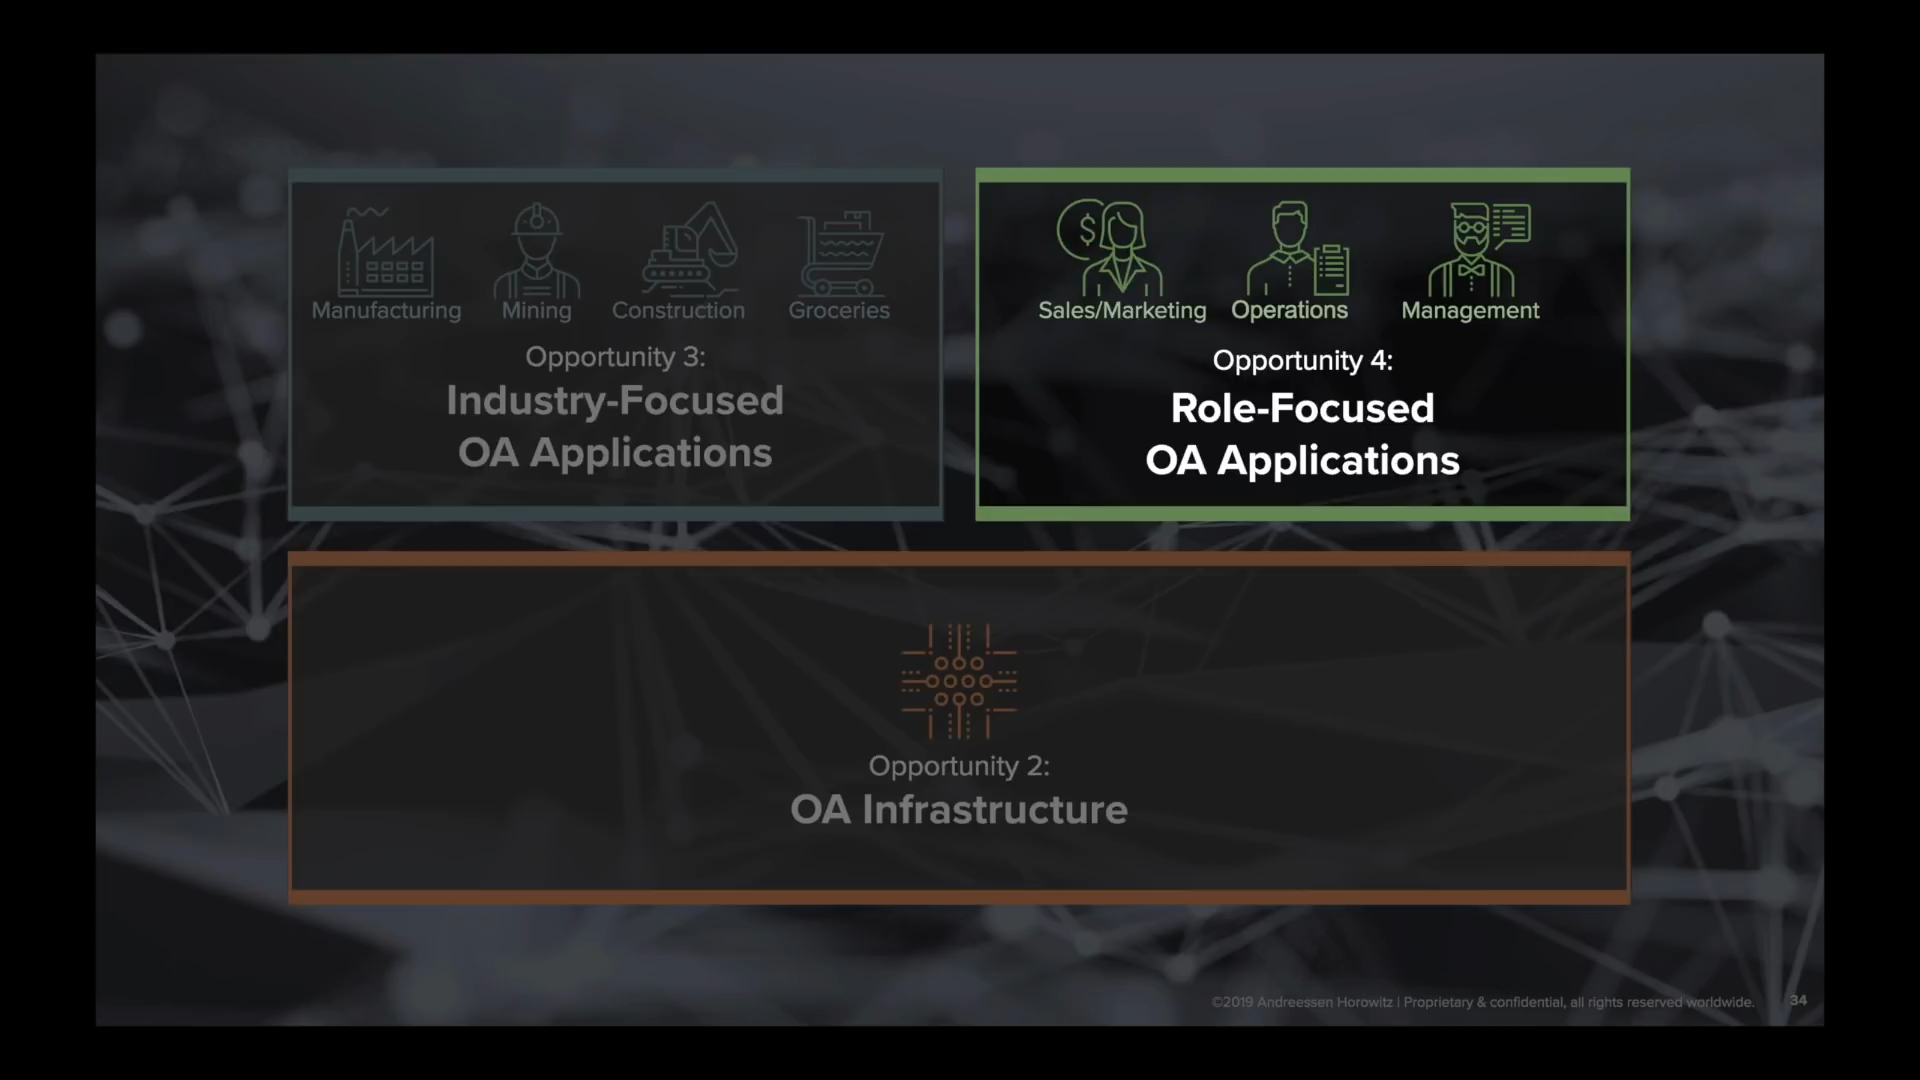 Manufacturing Mining Construction Groceries
Opportunity 3:
Industry-Focused
OA Applications
$
Sales/Marketing Operations Management
Opportunity 4:
Role-Focused
OA Applications
Opportunity 2:
OA Infrastructure
©2019 Andreessen Horowitz | Proprietary & confidential, all rights reserved worldwide. 34